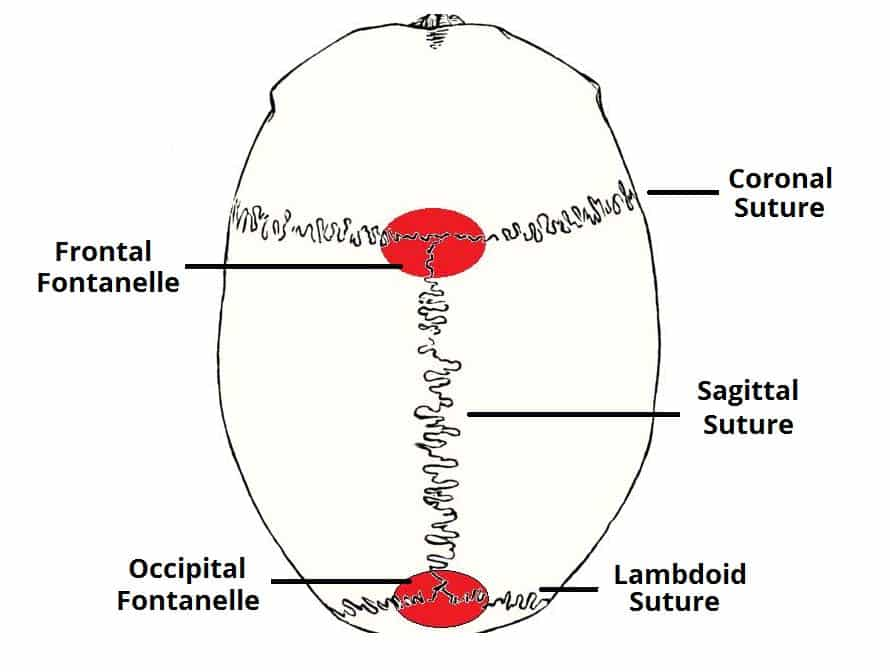 Coronal
Suture
Frontal
Fontanelle
Sagittal
Suture
Occipital
Fontanelle
Lambdoid
Suture